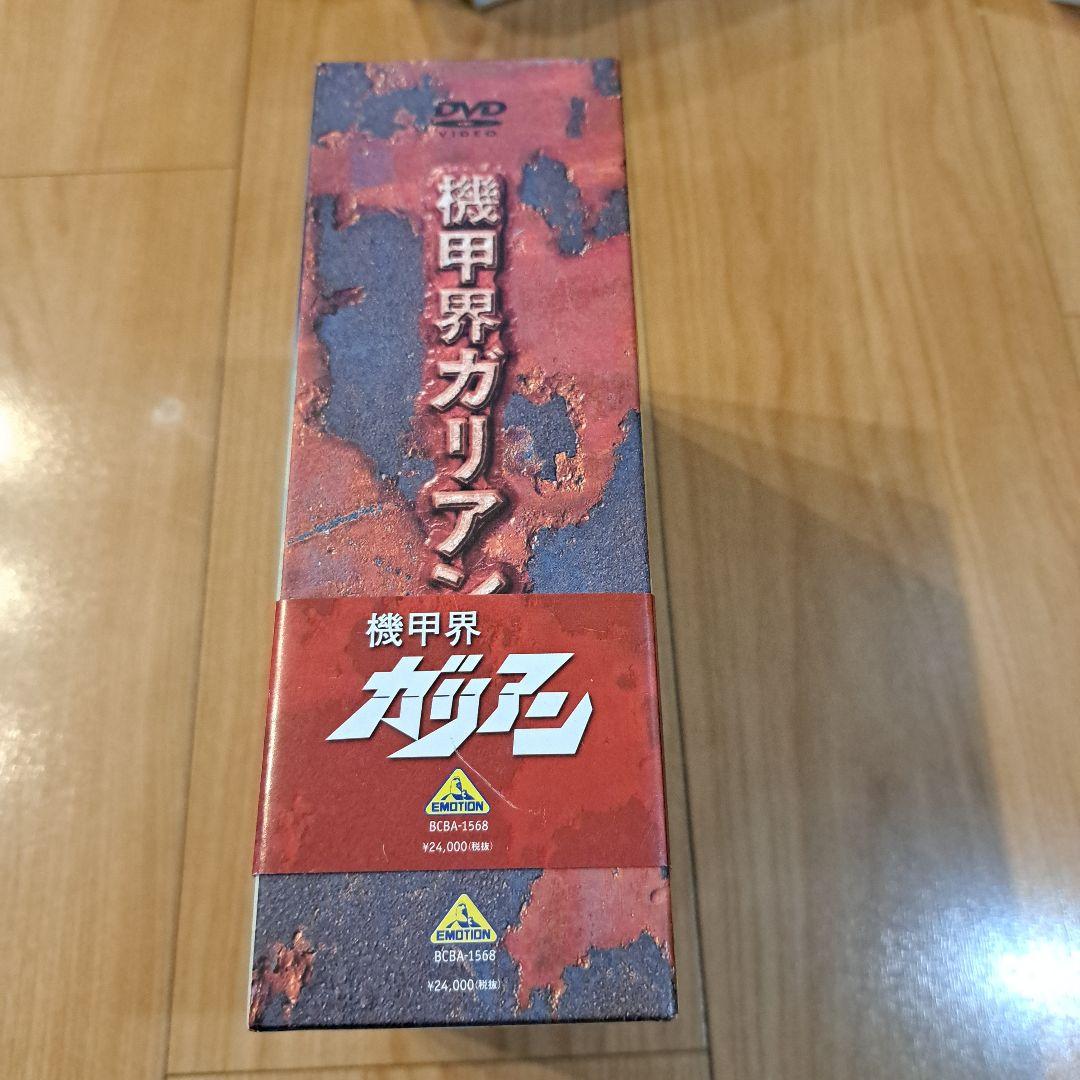 DVD
VIDEO
機甲界ガリアン
機甲界
ガリアン
EMOTION
BCBA-1568
¥24,000(税抜)
EMOTION
BCBA-1568
¥24,000(税抜)